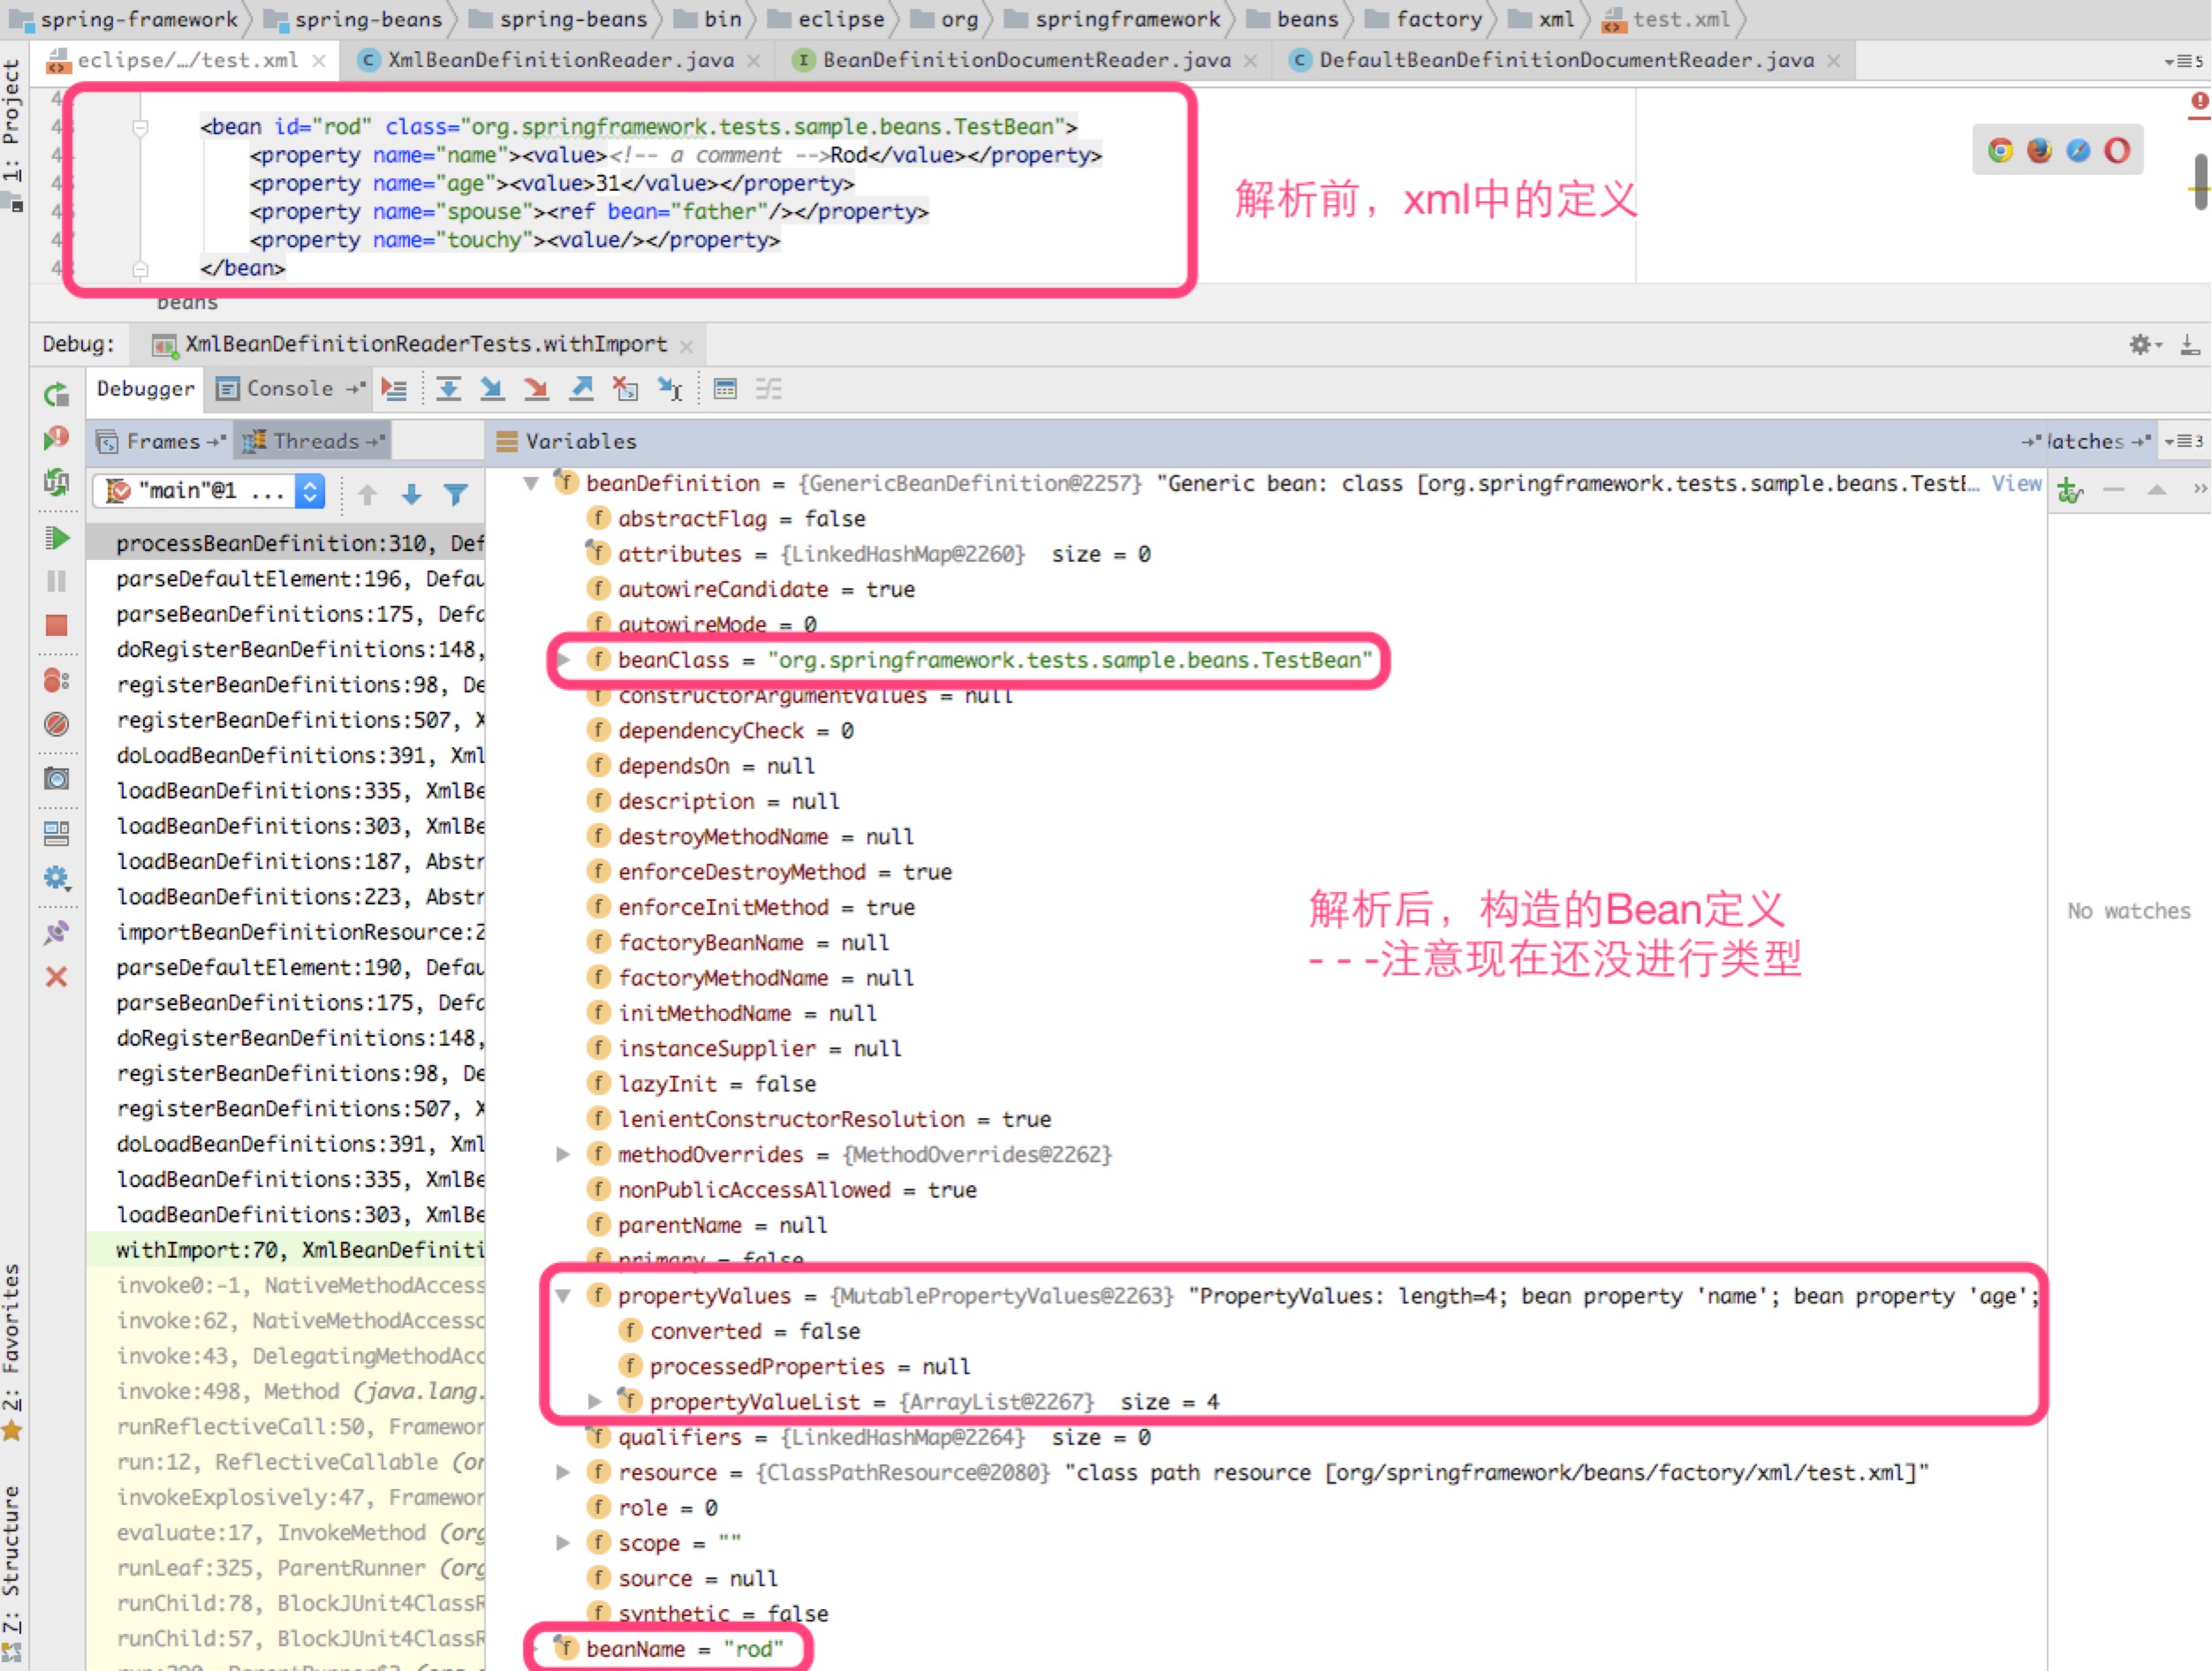 spring-framework spring-beans spring-beans bin eclipse org springframework beans factory xml test.xml
eclipse/…/test.xml XmlBeanDefinitionReader.java BeanDefinitionDocumentReader.java DefaultBeanDefinitionDocumentReader.java 5
1: Project
<bean id="rod" class="org.springframework.tests.sample.beans.TestBean">
<property name="name"><value><!-- a comment -->Rod</value></property>
<property name="age"><value>31</value></property>
<property name="spouse"><ref bean="father"/></property>
<property name="touchy"><value/></property>
</bean>
解析前，xml中的定义
beans
Debug: XmlBeanDefinitionReaderTests.withImport
Debugger Console
Frames Threads Variables atches 3
"main"@1 ...
processBeanDefinition:310, Def
parseDefaultElement:196, Defau
parseBeanDefinitions:175, Defa
doRegisterBeanDefinitions:148,
registerBeanDefinitions:98, De
registerBeanDefinitions:507, X
doLoadBeanDefinitions:391, Xml
loadBeanDefinitions:335, XmlBe
loadBeanDefinitions:303, XmlBe
loadBeanDefinitions:187, Abstr
loadBeanDefinitions:223, Abstr
importBeanDefinitionResource:2
parseDefaultElement:190, Defau
parseBeanDefinitions:175, Defa
doRegisterBeanDefinitions:148,
registerBeanDefinitions:98, De
registerBeanDefinitions:507, X
doLoadBeanDefinitions:391, Xml
loadBeanDefinitions:335, XmlBe
loadBeanDefinitions:303, XmlBe
withImport:70, XmlBeanDefiniti
invoke0:-1, NativeMethodAccess
invoke:62, NativeMethodAccesso
invoke:43, DelegatingMethodAcc
invoke:498, Method (java.lang.
runReflectiveCall:50, Framewor
run:12, ReflectiveCallable (or
invokeExplosively:47, Framewor
evaluate:17, InvokeMethod (org
runLeaf:325, ParentRunner (org
runChild:78, BlockJUnit4ClassR
runChild:57, BlockJUnit4ClassR
beanDefinition = {GenericBeanDefinition@2257} "Generic bean: class [org.springframework.tests.sample.beans.TestB… View
abstractFlag = false
attributes = {LinkedHashMap@2260} size = 0
autowireCandidate = true
autowireMode = 0
beanClass = "org.springframework.tests.sample.beans.TestBean"
constructorArgumentValues = null
dependencyCheck = 0
dependsOn = null
description = null
destroyMethodName = null
enforceDestroyMethod = true
enforceInitMethod = true
factoryBeanName = null
factoryMethodName = null
initMethodName = null
instanceSupplier = null
lazyInit = false
lenientConstructorResolution = true
methodOverrides = {MethodOverrides@2262}
nonPublicAccessAllowed = true
parentName = null
primary = false
propertyValues = {MutablePropertyValues@2263} "PropertyValues: length=4; bean property 'name'; bean property 'age';
converted = false
processedProperties = null
propertyValueList = {ArrayList@2267} size = 4
qualifiers = {LinkedHashMap@2264} size = 0
resource = {ClassPathResource@2080} "class path resource [org/springframework/beans/factory/xml/test.xml]"
role = 0
scope = ""
source = null
synthetic = false
beanName = "rod"
解析后，构造的Bean定义
- - -注意现在还没进行类型
No watches
2: Favorites
7: Structure